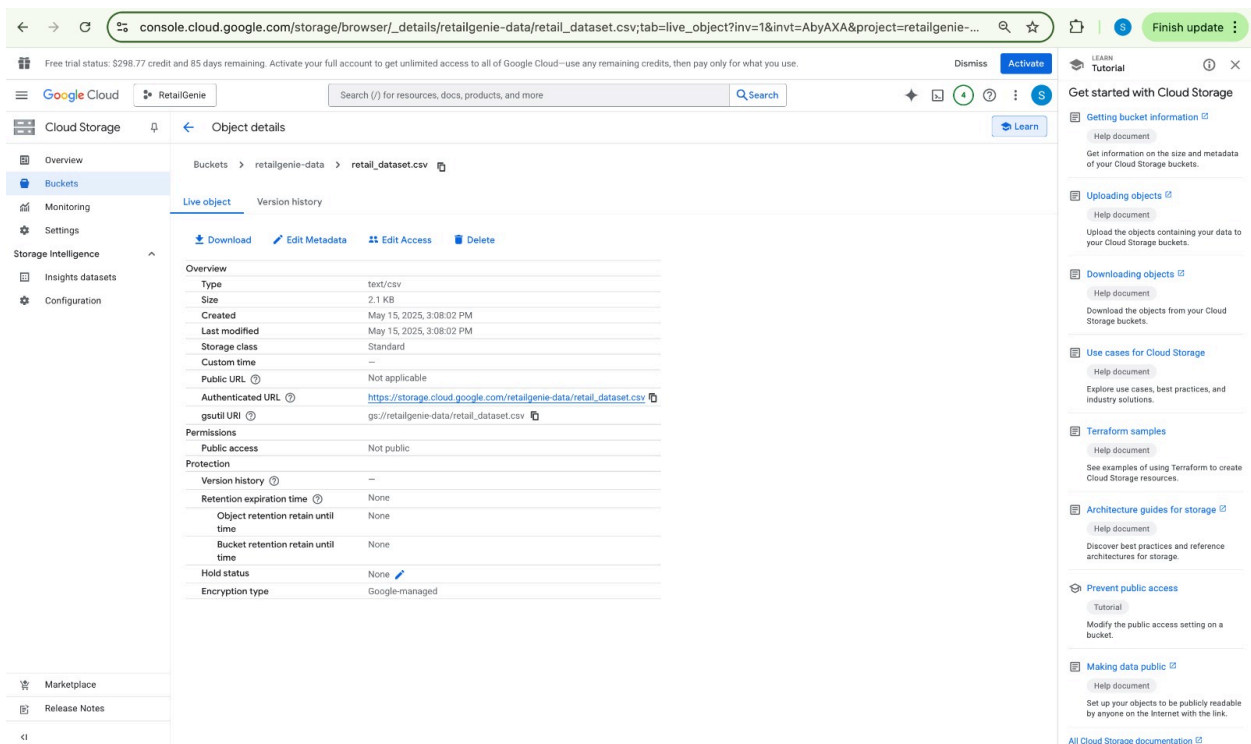 console.cloud.google.com/storage/browser/_details/retailgenie-data/retail_dataset.csv;tab=live_object?inv=1&invt=AbyAXA&project=retailgenie-...
S
Finish update
Free trial status: $298.77 credit and 85 days remaining. Activate your full account to get unlimited access to all of Google Cloud—use any remaining credits, then pay only for what you use.
Dismiss
Activate
Google Cloud
RetailGenie
Search (/) for resources, docs, products, and more
Search
4
S
Cloud Storage
Object details
Learn
Overview
Buckets
Monitoring
Settings
Storage Intelligence
Insights datasets
Configuration
Marketplace
Release Notes
Buckets > retailgenie-data > retail_dataset.csv
Live object
Version history
Download
Edit Metadata
Edit Access
Delete
Overview
Type text/csv
Size 2.1 KB
Created May 15, 2025, 3:08:02 PM
Last modified May 15, 2025, 3:08:02 PM
Storage class Standard
Custom time —
Public URL Not applicable
Authenticated URL https://storage.cloud.google.com/retailgenie-data/retail_dataset.csv
gsutil URI gs://retailgenie-data/retail_dataset.csv
Permissions
Public access Not public
Protection
Version history —
Retention expiration time None
Object retention retain until None
time
Bucket retention retain until None
time
Hold status None
Encryption type Google-managed
LEARN
Tutorial
Get started with Cloud Storage
Getting bucket information
Help document
Get information on the size and metadata
of your Cloud Storage buckets.
Uploading objects
Help document
Upload the objects containing your data to
your Cloud Storage buckets.
Downloading objects
Help document
Download the objects from your Cloud
Storage buckets.
Use cases for Cloud Storage
Help document
Explore use cases, best practices, and
industry solutions.
Terraform samples
Help document
See examples of using Terraform to create
Cloud Storage resources.
Architecture guides for storage
Help document
Discover best practices and reference
architectures for storage.
Prevent public access
Tutorial
Modify the public access setting on a
bucket.
Making data public
Help document
Set up your objects to be publicly readable
by anyone on the Internet with the link.
All Cloud Storage documentation